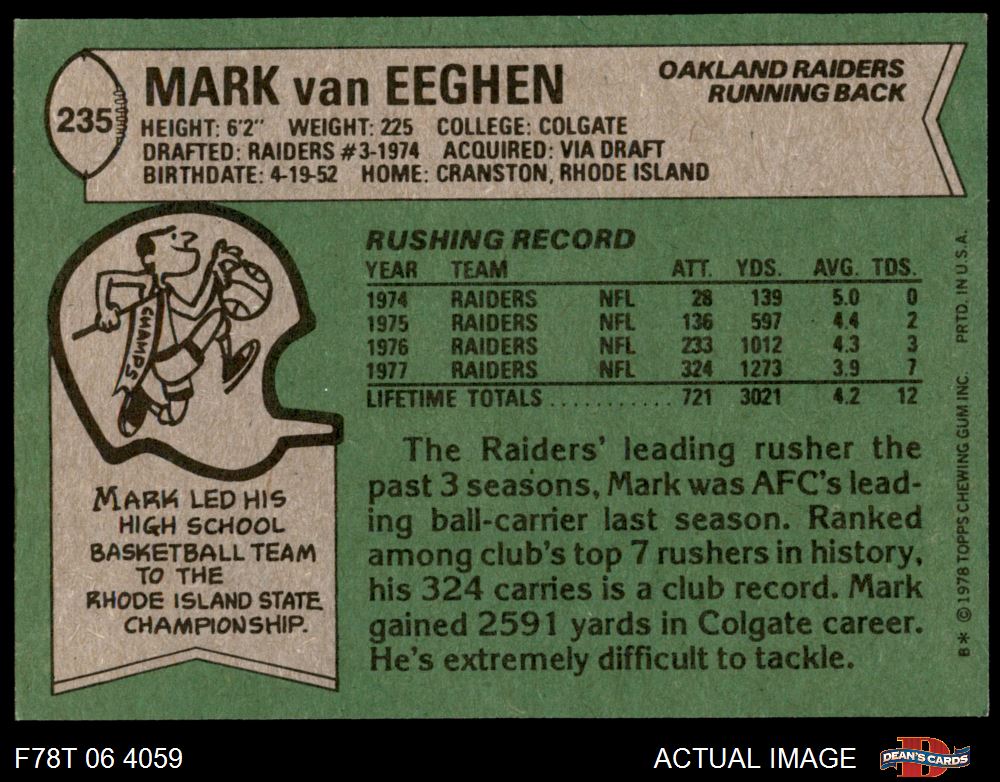 235
MARK van EEGHEN
OAKLAND RAIDERS
RUNNING BACK
HEIGHT: 6'2" WEIGHT: 225 COLLEGE: COLGATE
DRAFTED: RAIDERS #3-1974 ACQUIRED: VIA DRAFT
BIRTHDATE: 4-19-52 HOME: CRANSTON, RHODE ISLAND
CHAMPS
MARK LED HIS
HIGH SCHOOL
BASKETBALL TEAM
TO THE
RHODE ISLAND STATE
CHAMPIONSHIP.
RUSHING RECORD
YEAR TEAM ATT. YDS. AVG. TDS.
1974 RAIDERS NFL 28 139 5.0 0
1975 RAIDERS NFL 136 597 4.4 2
1976 RAIDERS NFL 233 1012 4.3 3
1977 RAIDERS NFL 324 1273 3.9 7
LIFETIME TOTALS ........... 721 3021 4.2 12
The Raiders' leading rusher the
past 3 seasons, Mark was AFC's lead-
ing ball-carrier last season. Ranked
among club's top 7 rushers in history,
his 324 carries is a club record. Mark
gained 2591 yards in Colgate career.
He's extremely difficult to tackle.
B* ©1978 TOPPS CHEWING GUM INC. PRTD. IN U.S.A.
F78T 06 4059
ACTUAL IMAGE
DEAN'S CARDS